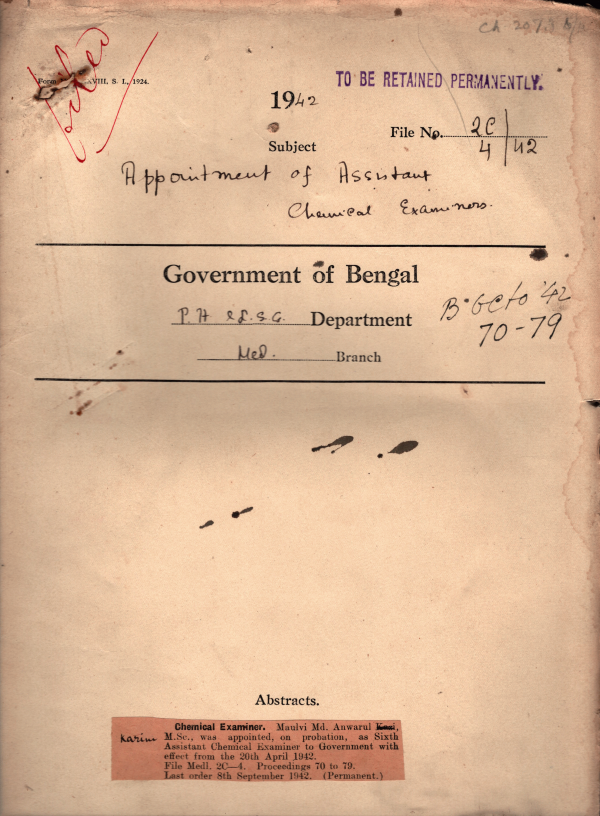 TO BE RETAINED PERMANENTLY.
Filed
VIII, S. I., 1924.
1942
File No. 2C/4/42
Subject
Appointment of Assistant
Chemical Examiners.
Government of Bengal
P. H & L. S. G. Department
Med. Branch
B. Octo '42
70-79
Abstracts.
Chemical Examiner. Maulvi Md. Anwarul Kazi,
Karim M.Sc., was appointed, on probation, as Sixth
Assistant Chemical Examiner to Government with
effect from the 20th April 1942.
File Medl. 2C—4. Proceedings 70 to 79.
Last order 8th September 1942. (Permanent.)